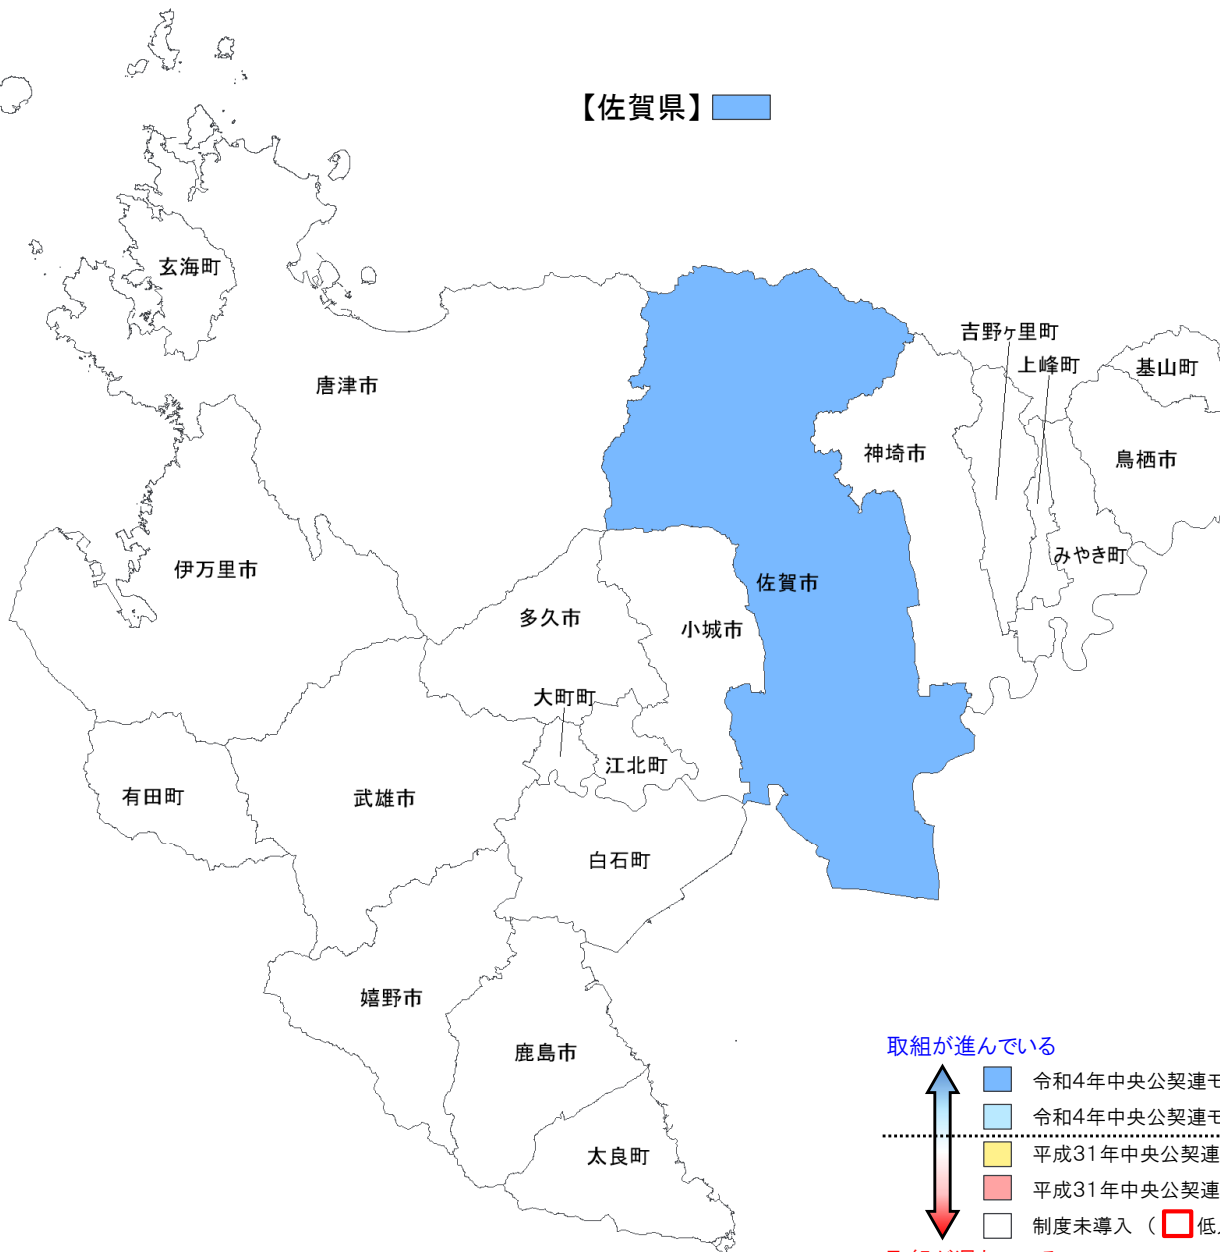 【佐賀県】
玄海町
吉野ヶ里町
上峰町
基山町
唐津市
神埼市
鳥栖市
みやき町
伊万里市
佐賀市
多久市
小城市
大町町
江北町
有田町
武雄市
白石町
嬉野市
鹿島市
太良町
取組が進んでいる
令和4年中央公契連モ
令和4年中央公契連モ
平成31年中央公契連
平成31年中央公契連
制度未導入 ( 低